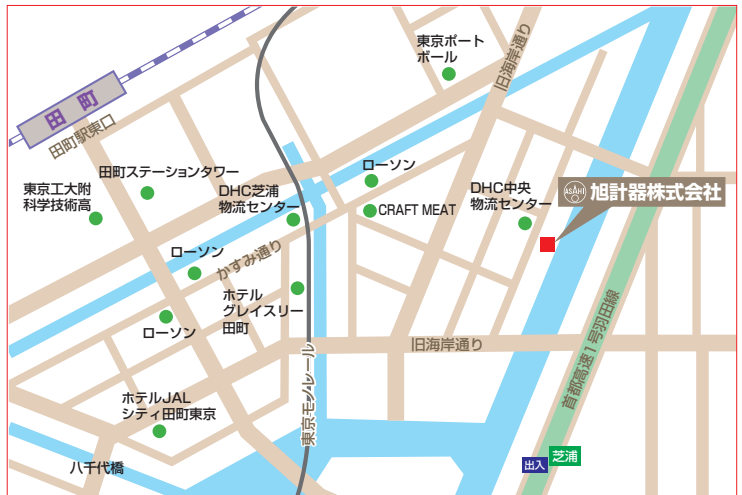 東京ポート
ボール
旧海岸通り
田町
田町駅東口
田町ステーションタワー
ローソン
東京工大附
科学技術高
DHC芝浦
物流センター
DHC中央
物流センター
ASAHI
旭計器株式会社
CRAFT MEAT
ローソン
かすみ通り
ホテル
グレイスリー
田町
ローソン
旧海岸通り
東京モノレール
首都高速1号羽田線
ホテルJAL
シティ田町東京
八千代橋
出入
芝浦